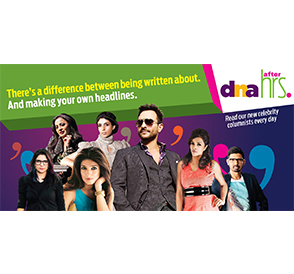 There's a difference between being written about.
And making your own headlines.
after
dna hrs.
Read our new celebrity
columnists every day